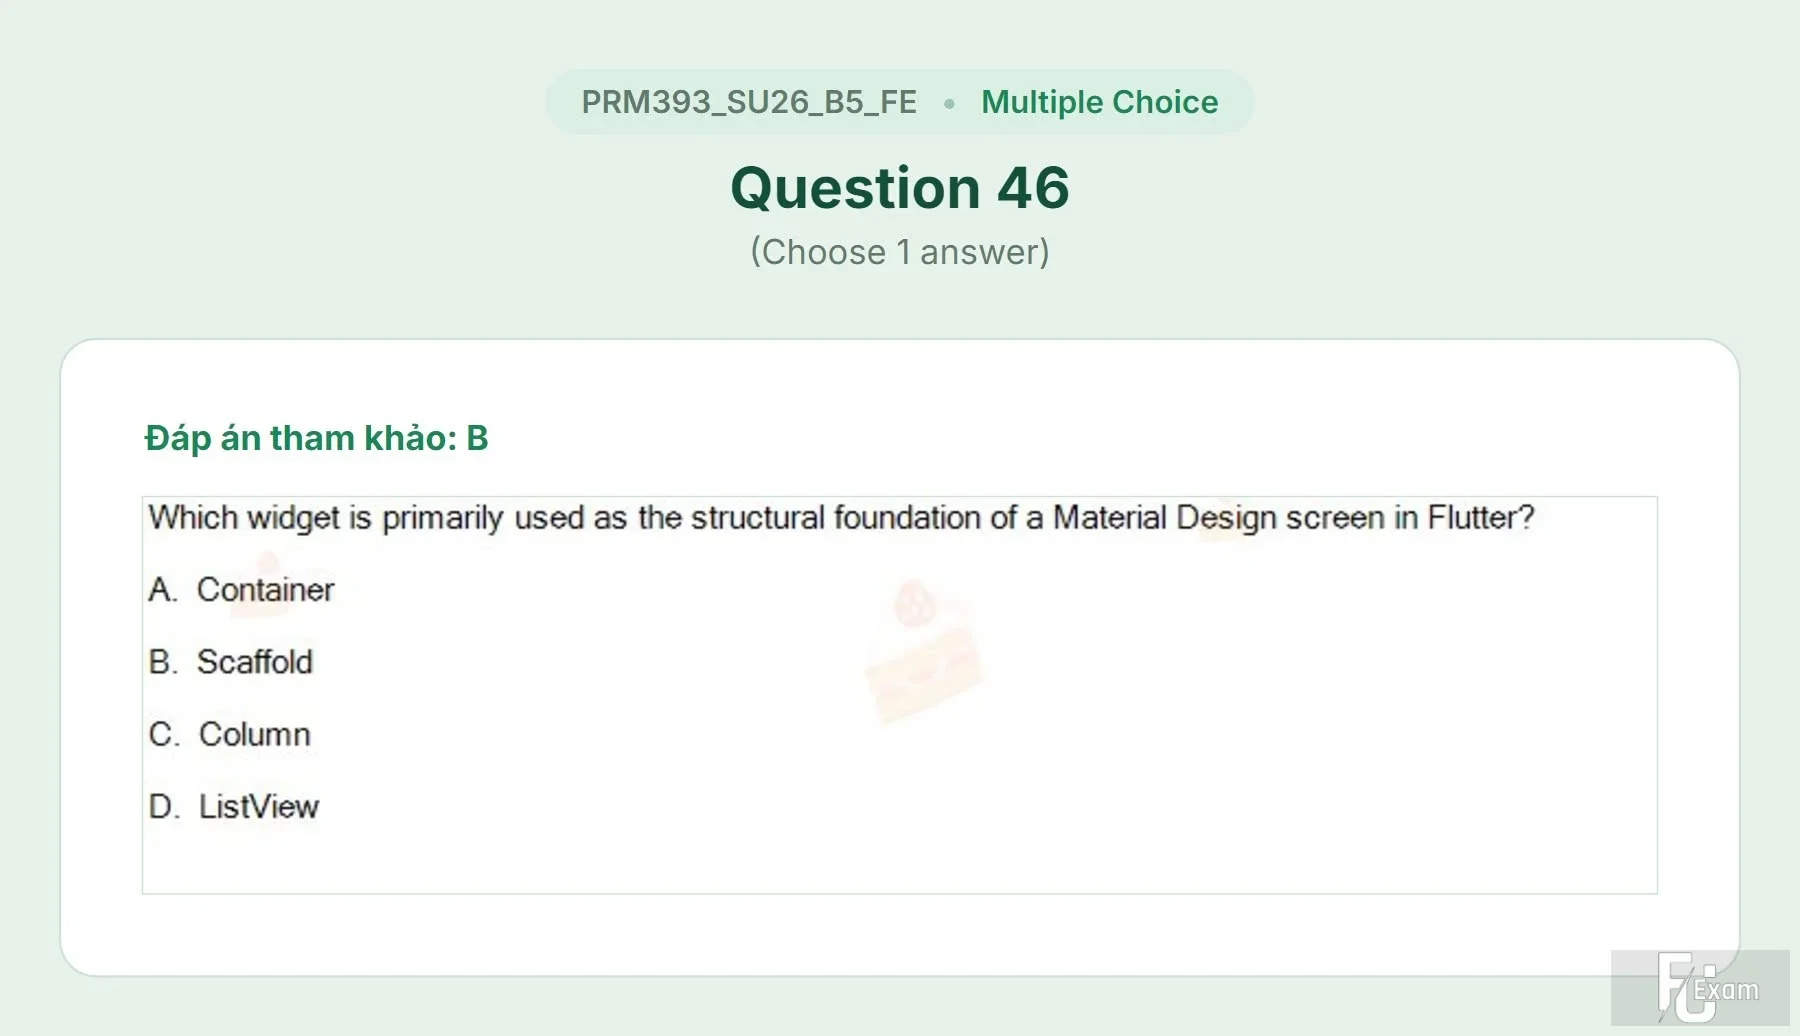 PRM393_SU26_B5_FE • Multiple Choice
Question 46
(Choose 1 answer)
Đáp án tham khảo: B
Which widget is primarily used as the structural foundation of a Material Design screen in Flutter?
A. Container
B. Scaffold
C. Column
D. ListView
FU Exam